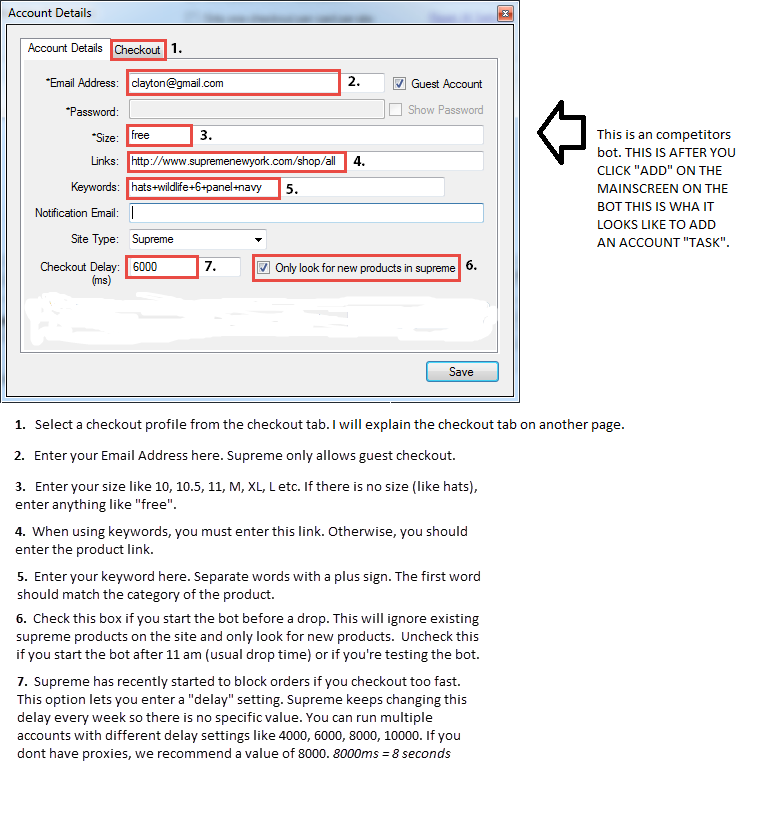 Account Details
Account Details
Checkout
1.
*Email Address:
clayton@gmail.com
2.
Guest Account
*Password:
Show Password
*Size:
free
3.
Links:
http://www.supremenewyork.com/shop/all
4.
Keywords:
hats+wildlife+6+panel+navy
5.
Notification Email:
Site Type:
Supreme
Checkout Delay:
(ms)
6000
7.
Only look for new products in supreme
6.
Save
This is an competitors
bot. THIS IS AFTER YOU
CLICK "ADD" ON THE
MAINSCREEN ON THE
BOT THIS IS WHA IT
LOOKS LIKE TO ADD
AN ACCOUNT "TASK".
1. Select a checkout profile from the checkout tab. I will explain the checkout tab on another page.
2. Enter your Email Address here. Supreme only allows guest checkout.
3. Enter your size like 10, 10.5, 11, M, XL, L etc. If there is no size (like hats),
enter anything like "free".
4. When using keywords, you must enter this link. Otherwise, you should
enter the product link.
5. Enter your keyword here. Separate words with a plus sign. The first word
should match the category of the product.
6. Check this box if you start the bot before a drop. This will ignore existing
supreme products on the site and only look for new products. Uncheck this
if you start the bot after 11 am (usual drop time) or if you're testing the bot.
7. Supreme has recently started to block orders if you checkout too fast.
This option lets you enter a "delay" setting. Supreme keeps changing this
delay every week so there is no specific value. You can run multiple
accounts with different delay settings like 4000, 6000, 8000, 10000. If you
dont have proxies, we recommend a value of 8000. 8000ms = 8 seconds